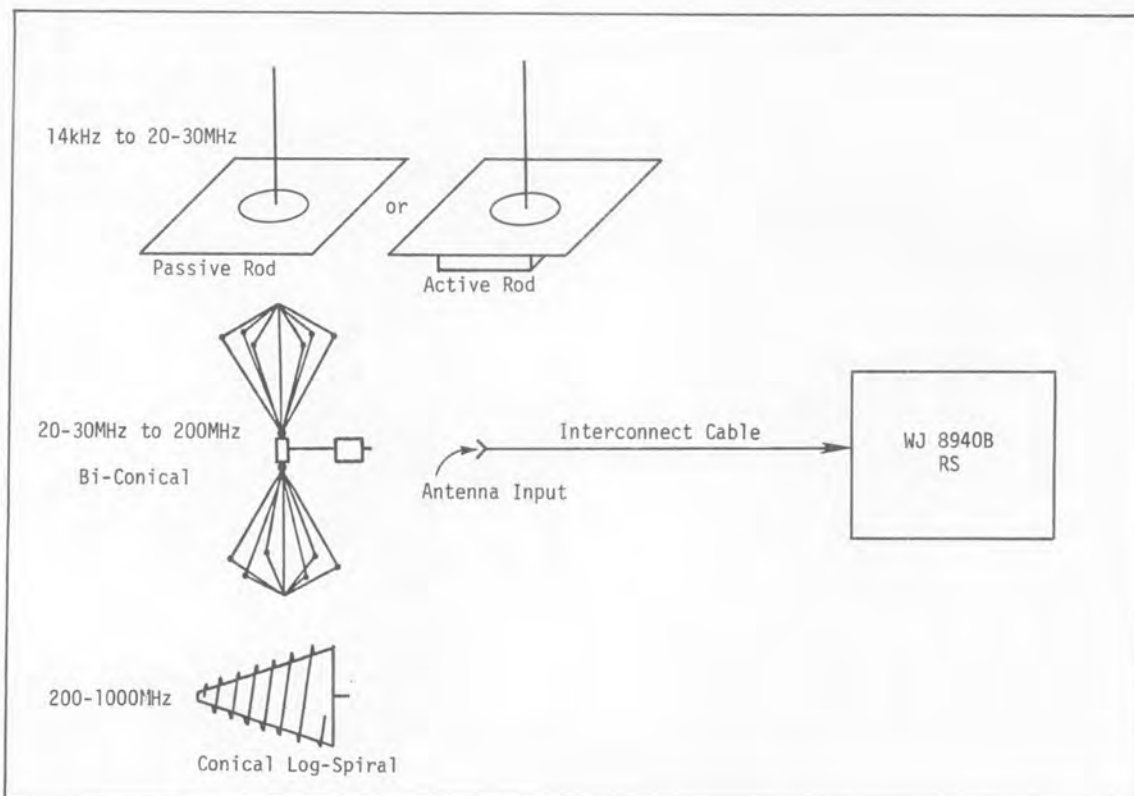 14kHz to 20-30MHz
or
Passive Rod
Active Rod
20-30MHz to 200MHz
Bi-Conical
Interconnect Cable
Antenna Input
WJ 8940B
RS
200-1000MHz
Conical Log-Spiral